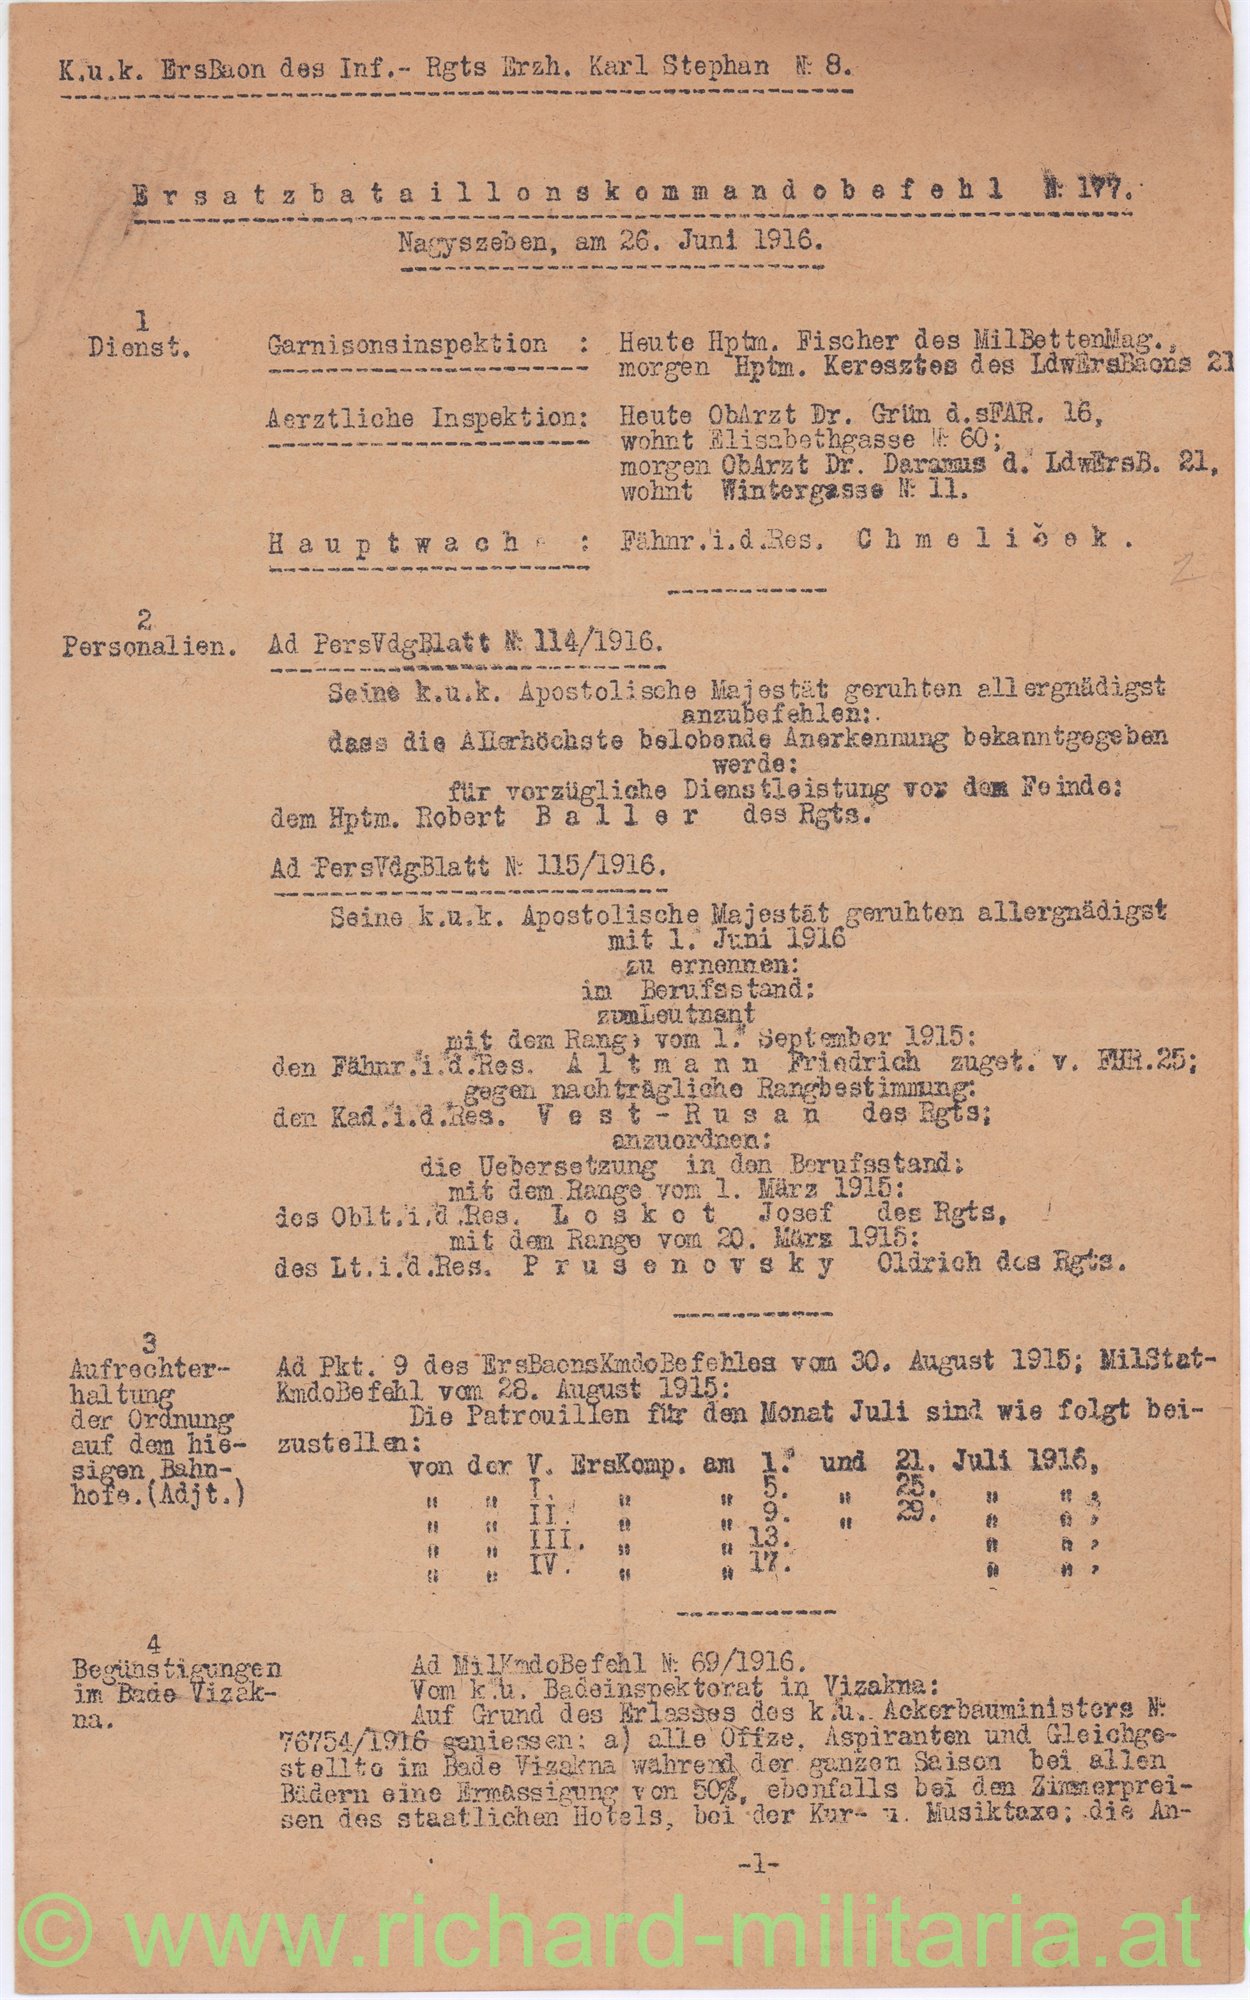 K.u.k. ErsBaon des Inf.- Rgts Erzh. Karl Stephan № 8.
Ersatzbataillonskommandobefehl № 177.
Nagyszeben, am 26. Juni 1916.
1
Dienst.
Garnisonsinspektion : Heute Hptm. Fischer des MilBettenMag.,
morgen Hptm. Keresztes des LdwErsBaons 21
Aerztliche Inspektion: Heute ObArzt Dr. Grün d.sFAR. 16,
wohnt Elisabethgasse № 60;
morgen ObArzt Dr. Daramus d. LdwErsB. 21,
wohnt Wintergasse № 11.
Hauptwache : Fähnr.i.d.Res. Chmeliček.
2
2
Personalien.
Ad PersVdgBlatt № 114/1916.
Seine k.u.k. Apostolische Majestät geruhten allergnädigst
anzubefehlen:
dass die Allerhöchste belobende Anerkennung bekanntgegeben
werde:
für vorzügliche Dienstleistung vor dem Feinde:
dem Hptm. Robert Baller des Rgts.
Ad PersVdgBlatt № 115/1916.
Seine k.u.k. Apostolische Majestät geruhten allergnädigst
mit 1. Juni 1916
zu ernennen:
im Berufsstand:
zumLeutnant
mit dem Range vom 1. September 1915:
den Fähnr.i.d.Res. Altmann Friedrich zuget. v. FHR.25;
gegen nachträgliche Rangbestimmung:
den Kad.i.d.Res. Vest-Rusan des Rgts;
anzuordnen:
die Uebersetzung in den Berufsstand:
mit dem Range vom 1. März 1915:
des Oblt.i.d.Res. Loskot Josef des Rgts,
mit dem Range vom 20. März 1915:
des Lt.i.d.Res. Prusenovsky Oldrich des Rgts.
3
Aufrechter-
haltung
der Ordnung
auf dem hie-
sigen Bahn-
hofe.(Adjt.)
Ad Pkt. 9 des ErsBaonsKmdoBefehles vom 30. August 1915; MilStat-
KmdoBefehl vom 28. August 1915:
Die Patrouillen für den Monat Juli sind wie folgt bei-
zustellen:
von der V. ErsKomp. am 1. und 21. Juli 1916,
" " I. " " 5. " 25. " " ,
" " II. " " 9. " 29. " " ,
" " III. " " 13. " " ,
" " IV. " " 17. " " ,
4
Begünstigungen
im Bade Vizak-
na.
Ad MilKmdoBefehl № 69/1916.
Vom k.u. Badeinspektorat in Vizakna:
Auf Grund des Erlasses des k.u. Ackerbauministers №
76754/1916 geniessen: a) alle Offze, Aspiranten und Gleichge-
stellte im Bade Vizakna während der ganzen Saison bei allen
Bädern eine Ermässigung von 50%, ebenfalls bei den Zimmerprei-
sen des staatlichen Hotels, bei der Kur- u. Musiktaxe; die An-
-1-
© www.richard-militaria.at